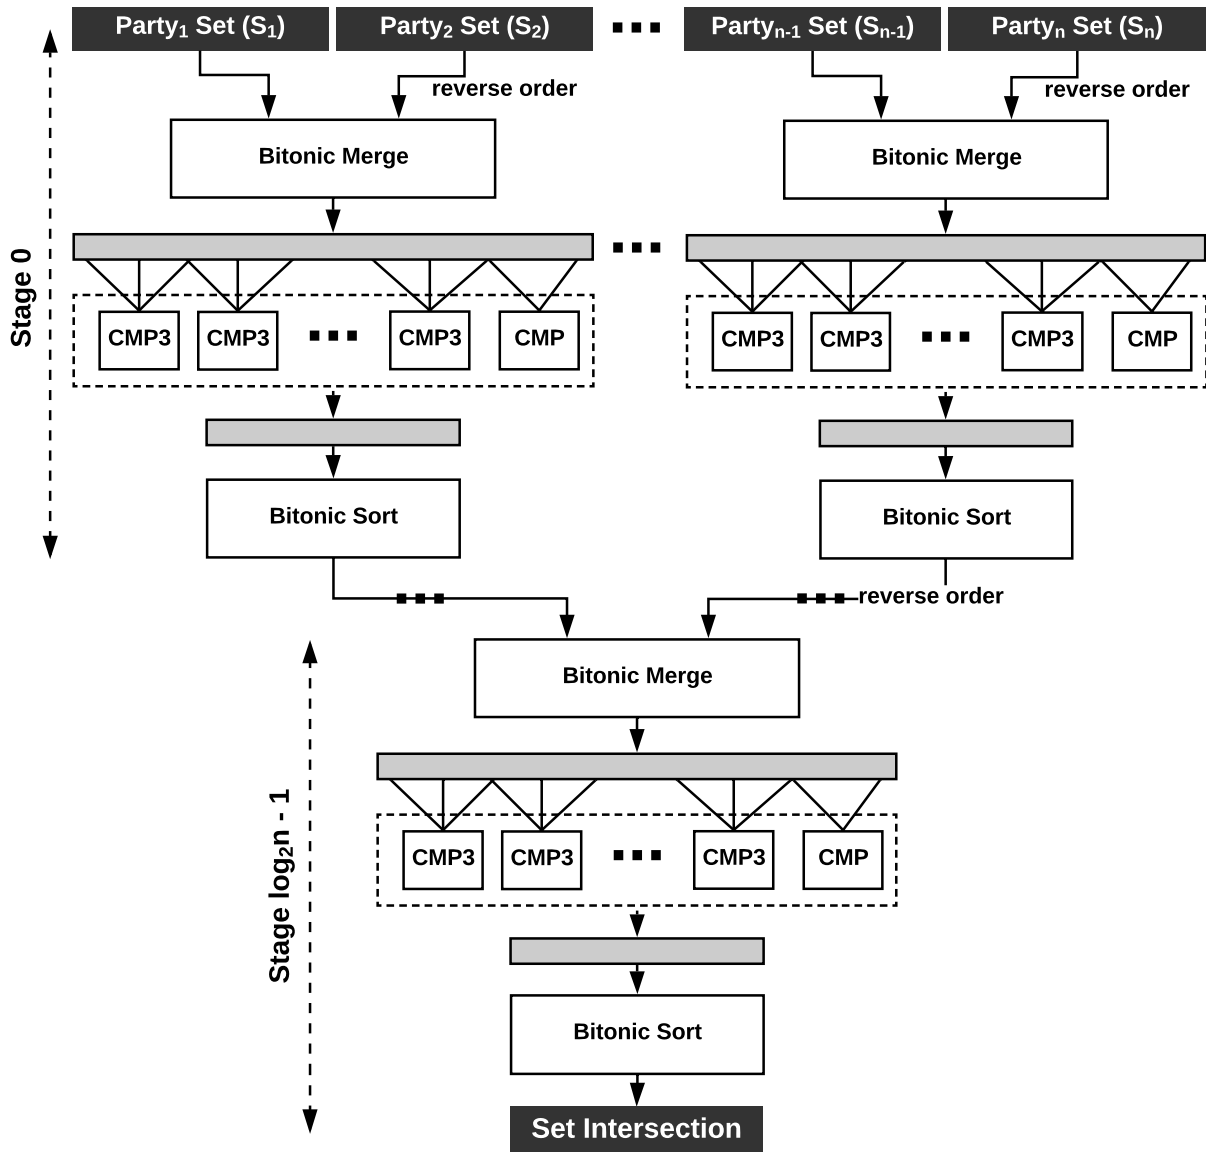 Party₁ Set (S₁)
Party₂ Set (S₂)
Partyₙ₋₁ Set (Sₙ₋₁)
Partyₙ Set (Sₙ)
reverse order
reverse order
Bitonic Merge
Bitonic Merge
Stage 0
CMP3
CMP3
CMP3
CMP
CMP3
CMP3
CMP3
CMP
Bitonic Sort
Bitonic Sort
reverse order
Bitonic Merge
Stage log₂n - 1
CMP3
CMP3
CMP3
CMP
Bitonic Sort
Set Intersection